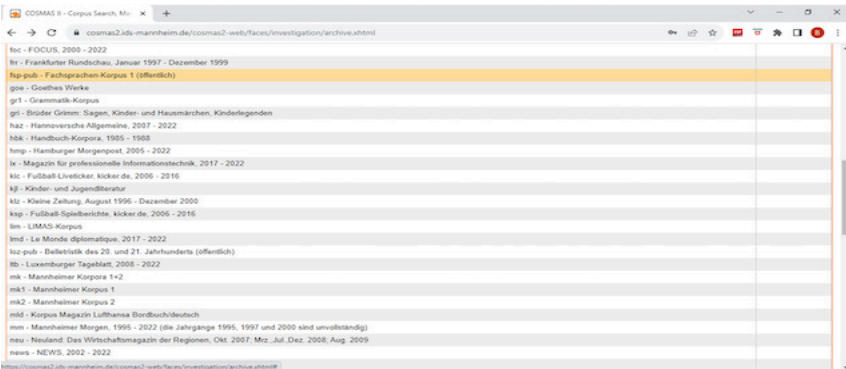 COSMAS II – Corpus Search, Ma
cosmas2.ids-mannheim.de/cosmas2-web/faces/investigation/archive.xhtml
foc - FOCUS, 2000 - 2022
frr - Frankfurter Rundschau, Januar 1997 - Dezember 1999
fsp-pub - Fachsprachen-Korpus 1 (öffentlich)
goe - Goethes Werke
gr1 - Grammatik-Korpus
gri - Brüder Grimm: Sagen, Kinder- und Hausmärchen, Kinderlegenden
haz - Hannoversche Allgemeine, 2007 - 2022
hbk - Handbuch-Korpora, 1985 - 1988
hmp - Hamburger Morgenpost, 2005 - 2022
ix - Magazin für professionelle Informationstechnik, 2017 - 2022
kic - Fußball-Liveticker, kicker.de, 2006 - 2016
kjl - Kinder- und Jugendliteratur
klz - Kleine Zeitung, August 1996 - Dezember 2000
ksp - Fußball-Spielberichte, kicker.de, 2006 - 2016
lim - LIMAS-Korpus
lmd - Le Monde diplomatique, 2017 - 2022
loz-pub - Belletristik des 20. und 21. Jahrhunderts (öffentlich)
ltb - Luxemburger Tageblatt, 2008 - 2022
mk - Mannheimer Korpora 1+2
mk1 - Mannheimer Korpus 1
mk2 - Mannheimer Korpus 2
mld - Korpus Magazin Lufthansa Bordbuch/deutsch
mm - Mannheimer Morgen, 1995 - 2022 (die Jahrgänge 1995, 1997 und 2000 sind unvollständig)
neu - Neuland: Das Wirtschaftsmagazin der Regionen, Okt. 2007; Mrz.,Jul.,Dez. 2008; Aug. 2009
news - NEWS, 2002 - 2022
https://cosmas2.ids-mannheim.de/cosmas2-web/faces/investigation/archive.xhtml#